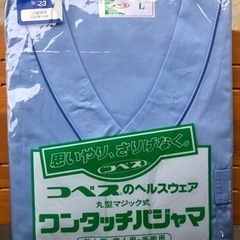 No 23
L
思いやり、さりげなく。
コベス
コベスのヘルスウェア
丸型マジック式
ワンタッチパジャマ